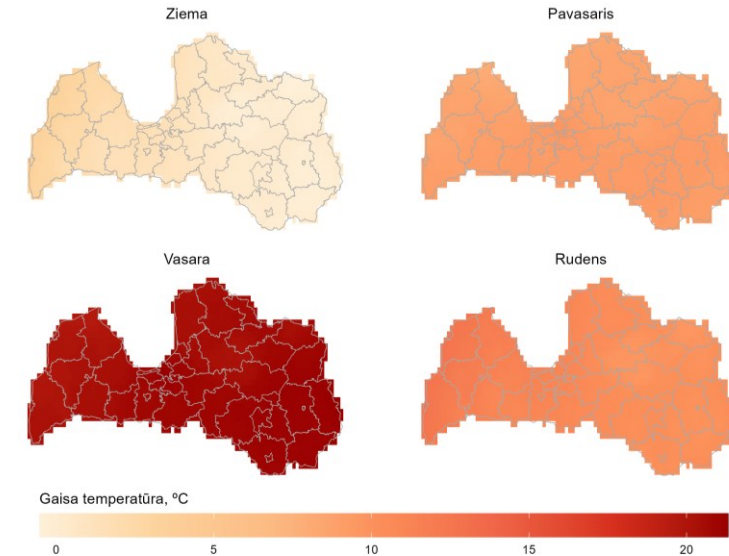 Ziema
Pavasaris
Vasara
Rudens
Gaisa temperatūra, ºC
0
5
10
15
20